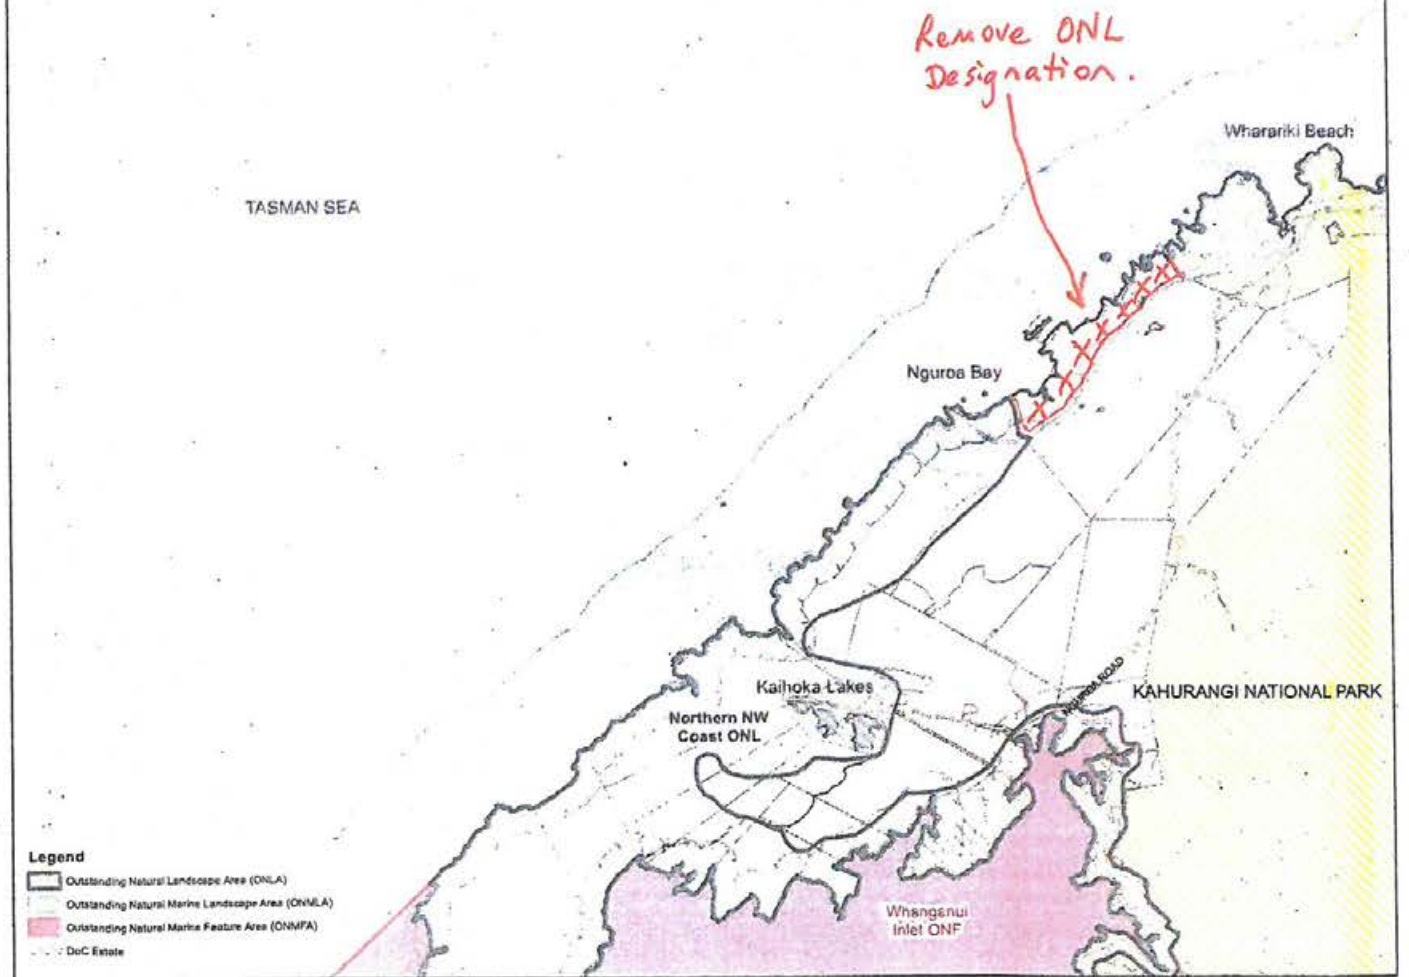 Remove ONL
Designation.
Wharariki Beach
TASMAN SEA
Nguroa Bay
KAHURANGI NATIONAL PARK
Kaihoka Lakes
Northern NW
Coast ONL
Whanganui
Inlet ONF
Legend
Outstanding Natural Landscape Area (ONLA)
Outstanding Natural Marine Landscape Area (ONMLA)
Outstanding Natural Marine Feature Area (ONMFA)
DoC Estate
ROAD